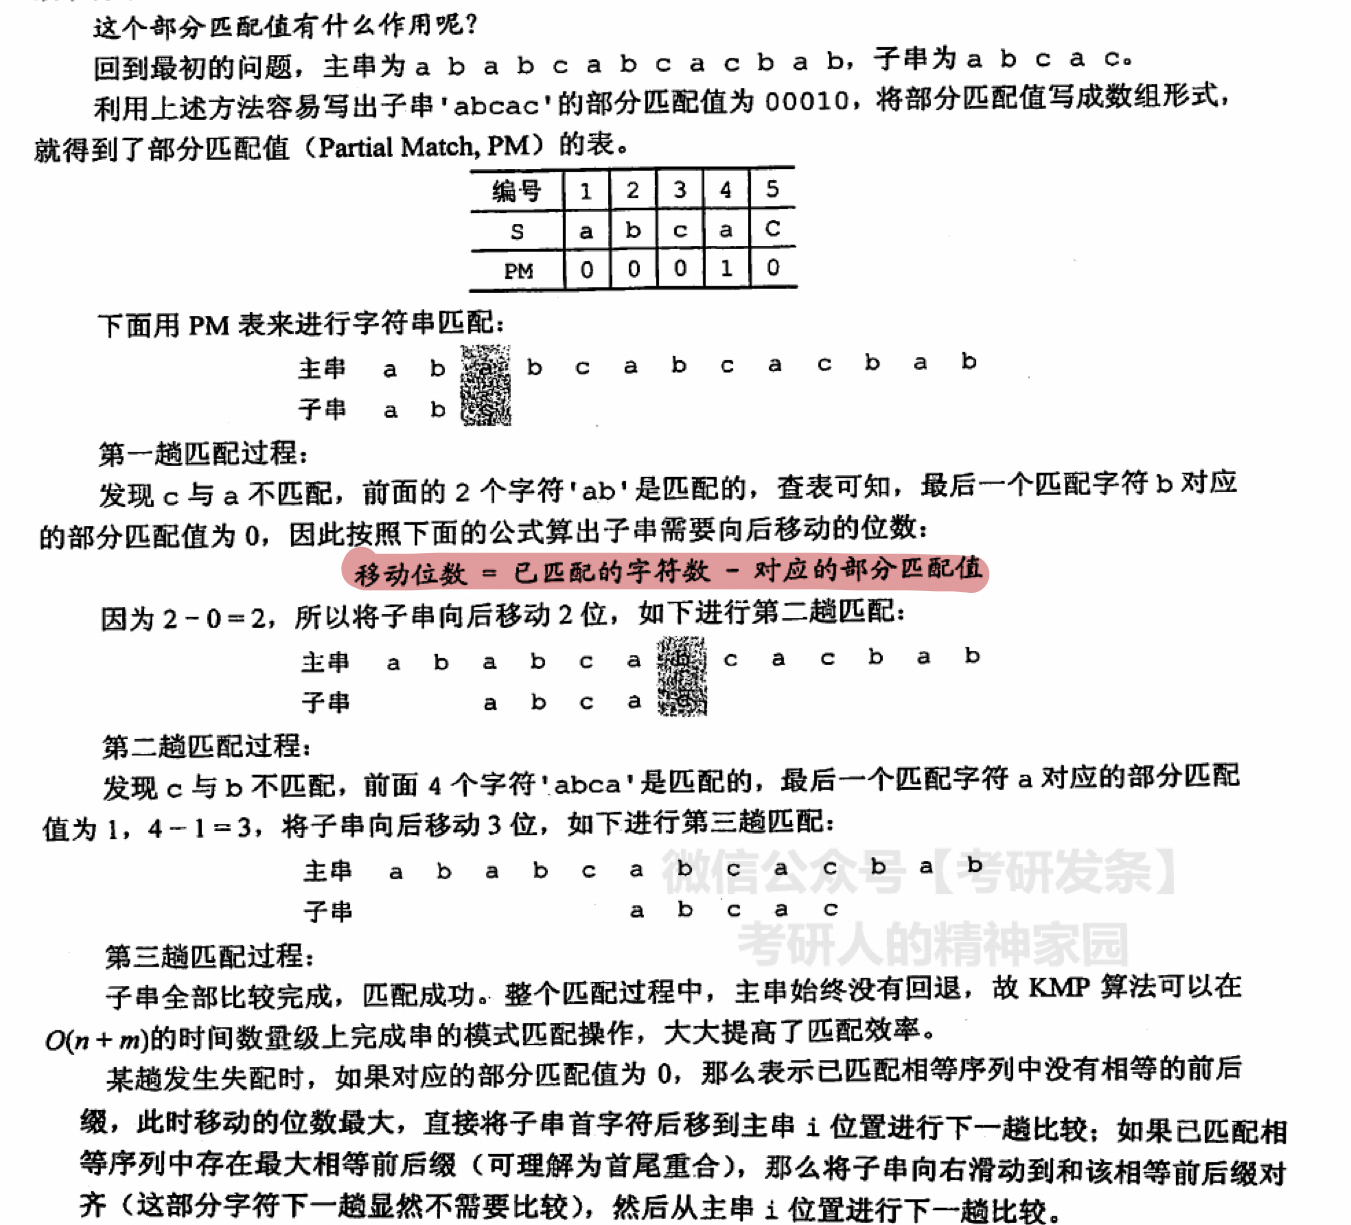 这个部分匹配值有什么作用呢?
回到最初的问题，主串为 a b a b c a b c a c b a b，子串为 a b c a c。
利用上述方法容易写出子串'abcac'的部分匹配值为 00010，将部分匹配值写成数组形式，
就得到了部分匹配值（Partial Match, PM）的表。
编号 1 2 3 4 5
S a b c a C
PM 0 0 0 1 0
下面用 PM 表来进行字符串匹配：
主串 a b a b c a b c a c b a b
子串 a b c
第一趟匹配过程：
发现 c 与 a 不匹配，前面的 2 个字符'ab'是匹配的，查表可知，最后一个匹配字符 b 对应
的部分匹配值为 0，因此按照下面的公式算出子串需要向后移动的位数：
移动位数 = 已匹配的字符数 - 对应的部分匹配值
因为 2 - 0 = 2，所以将子串向后移动 2 位，如下进行第二趟匹配：
主串 a b a b c a b c a c b a b
子串 a b c a
第二趟匹配过程：
发现 c 与 b 不匹配，前面 4 个字符'abca'是匹配的，最后一个匹配字符 a 对应的部分匹配
值为 1，4 - 1 = 3，将子串向后移动 3 位，如下进行第三趟匹配：
主串 a b a b c a b c a c b a b
子串 a b c a c
微信公众号【考研发条】
考研人的精神家园
第三趟匹配过程：
子串全部比较完成，匹配成功。整个匹配过程中，主串始终没有回退，故 KMP 算法可以在
O(n + m)的时间数量级上完成串的模式匹配操作，大大提高了匹配效率。
某趟发生失配时，如果对应的部分匹配值为 0，那么表示已匹配相等序列中没有相等的前后
缀，此时移动的位数最大，直接将子串首字符后移到主串 i 位置进行下一趟比较；如果已匹配相
等序列中存在最大相等前后缀（可理解为首尾重合），那么将子串向右滑动到和该相等前后缀对
齐（这部分字符下一趟显然不需要比较），然后从主串 i 位置进行下一趟比较。